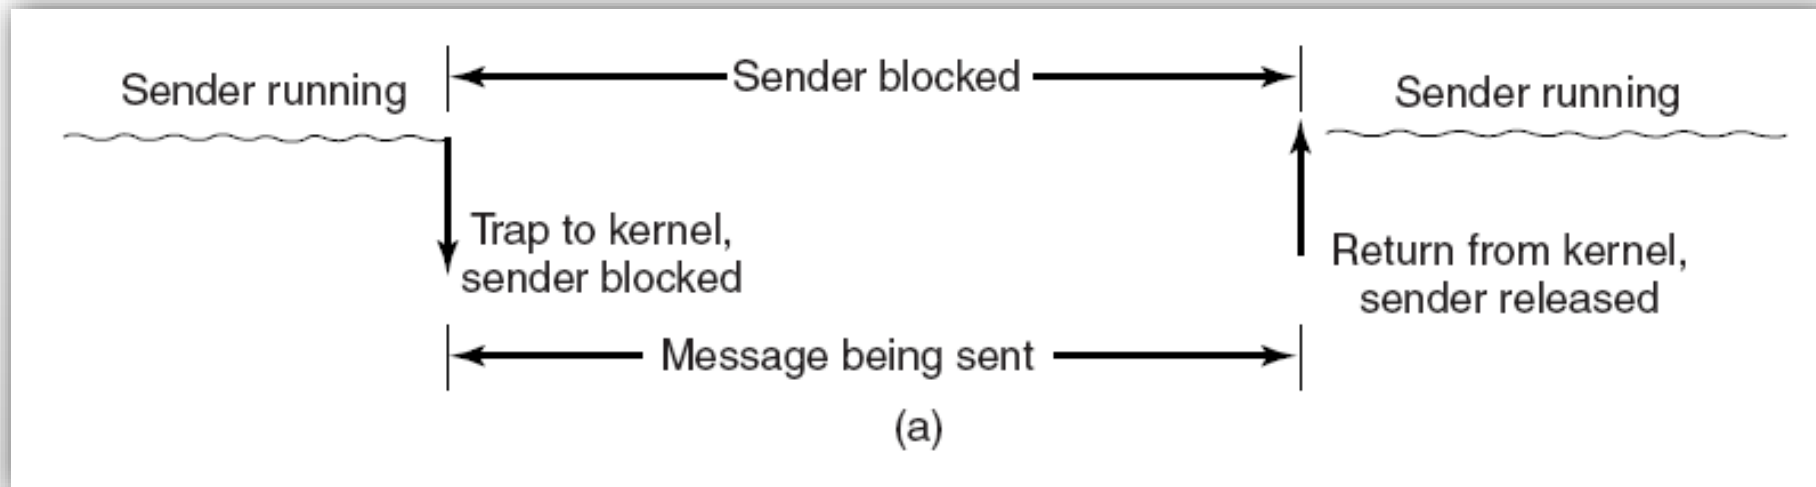 Sender running
Sender blocked
Sender running
Trap to kernel,
sender blocked
Return from kernel,
sender released
Message being sent
(a)